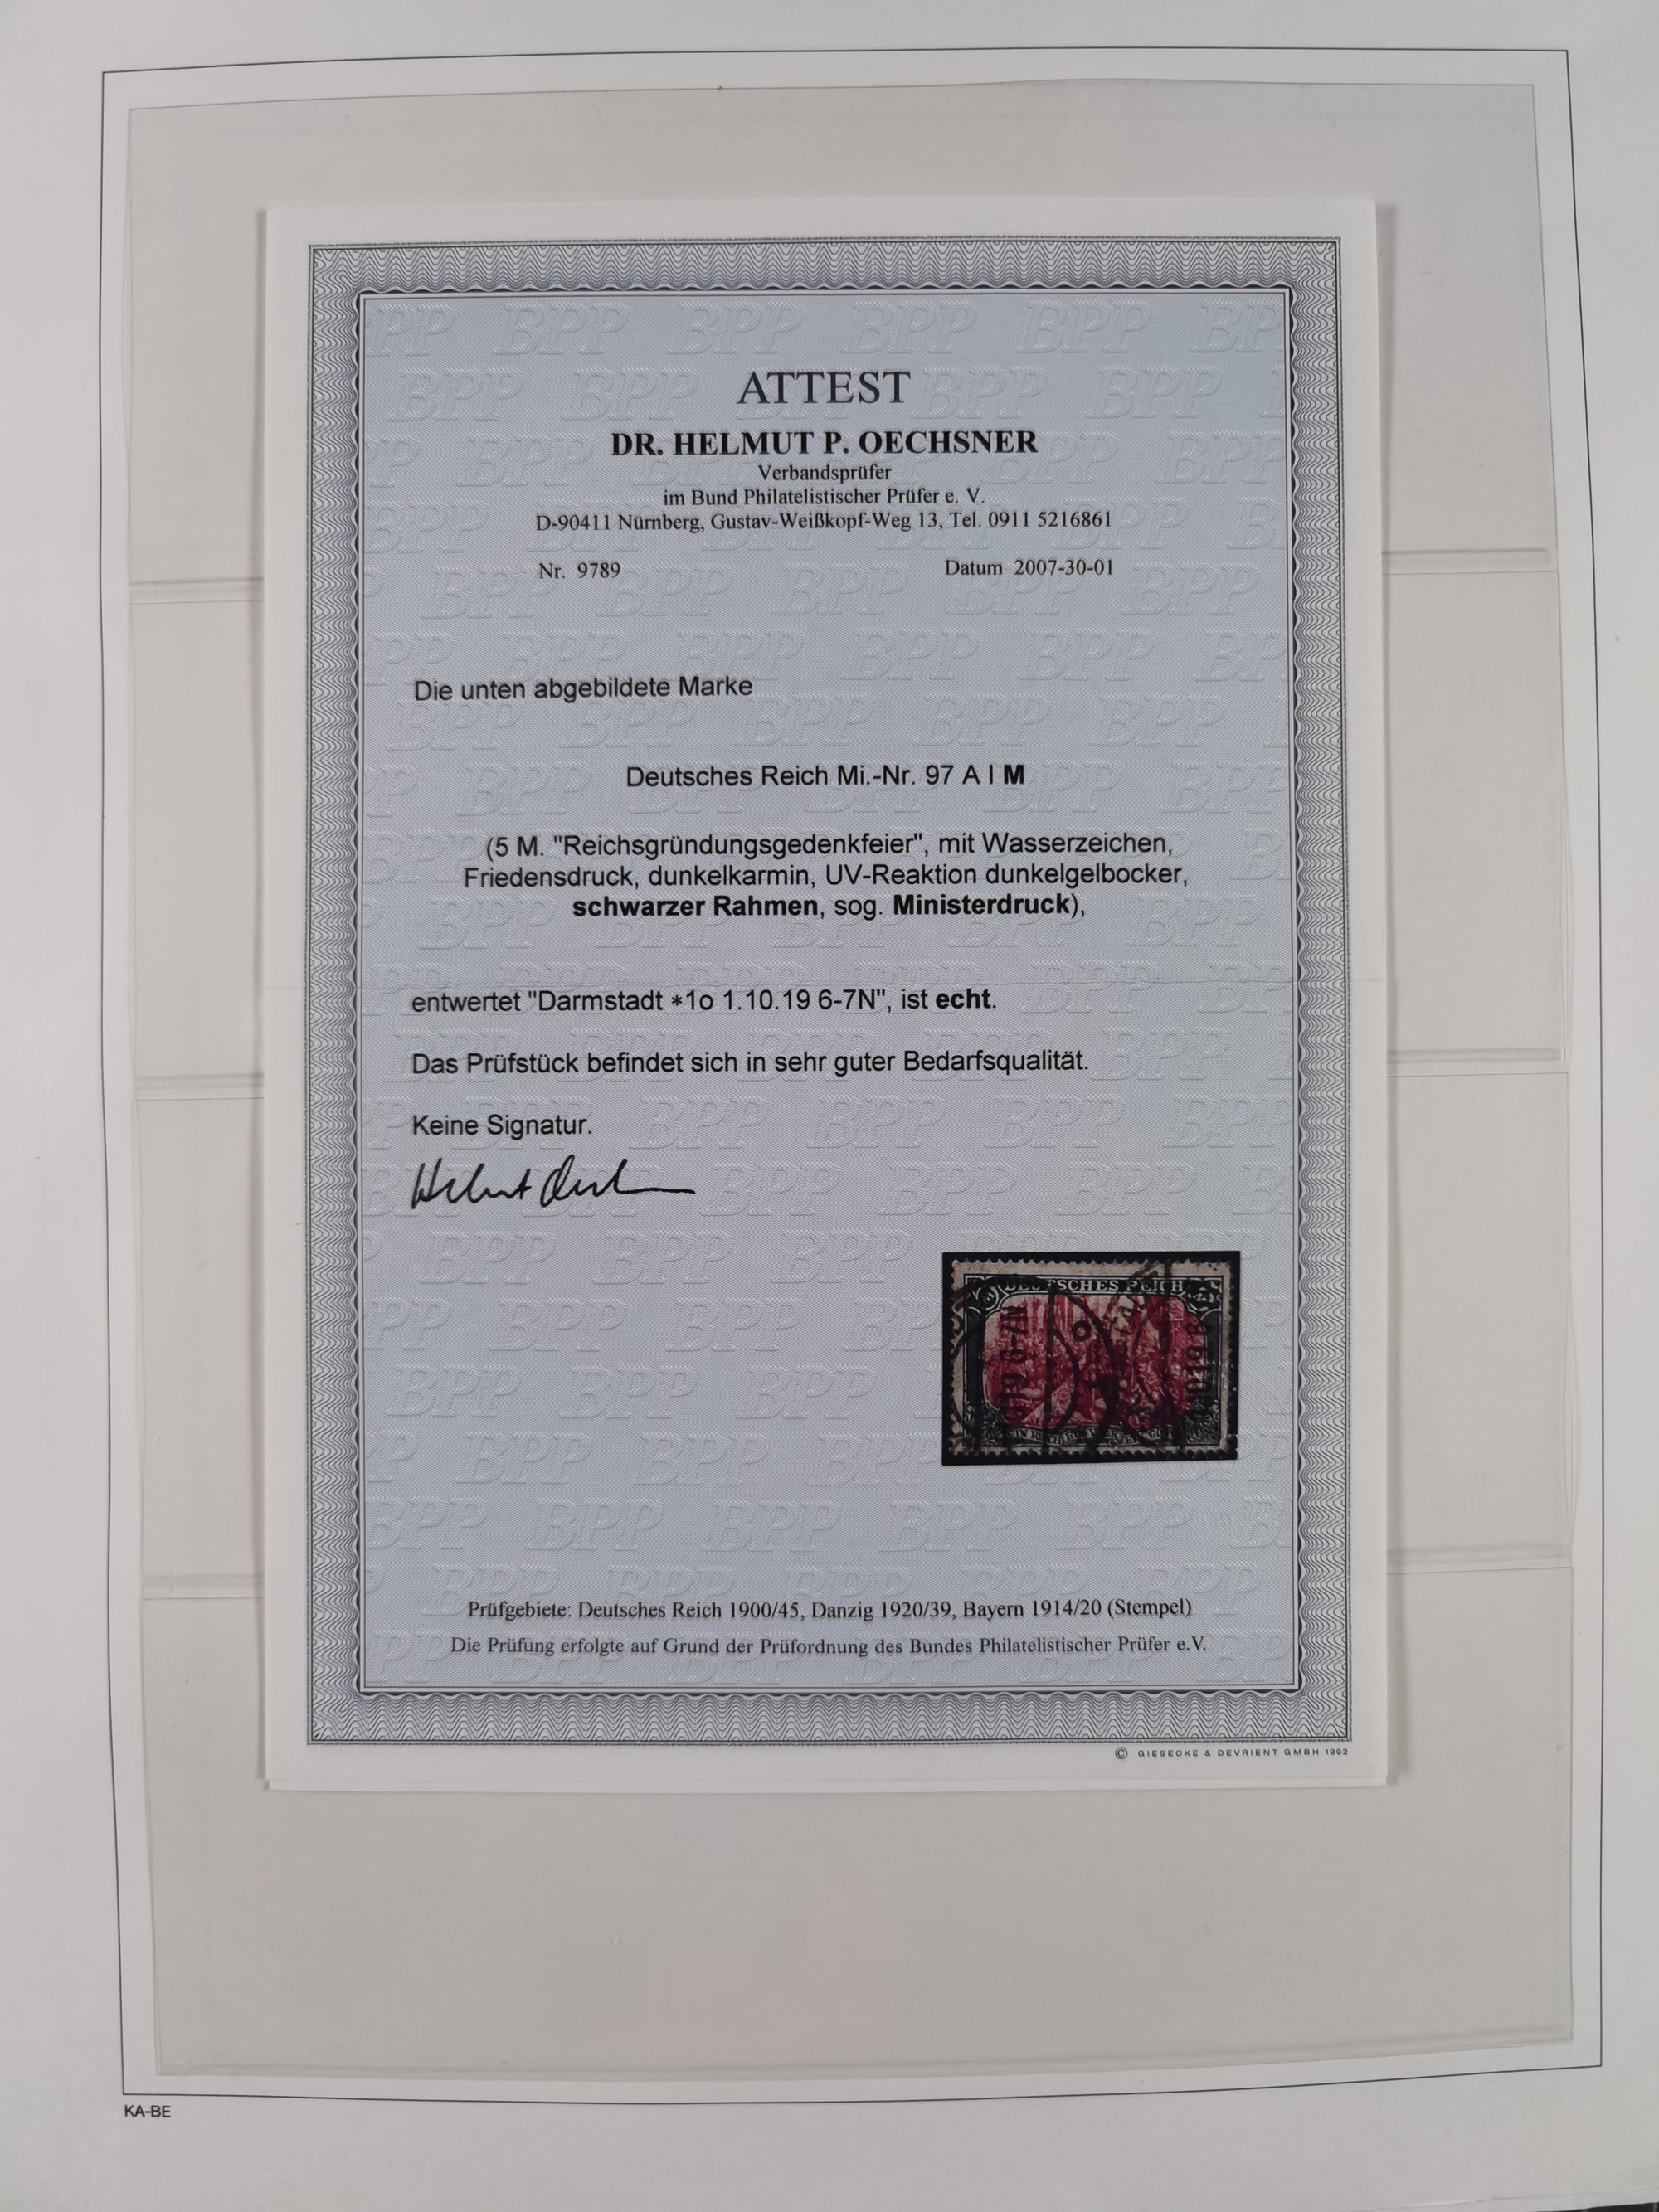 ATTEST
DR. HELMUT P. OECHSNER
Verbandsprüfer
im Bund Philatelistischer Prüfer e. V.
D-90411 Nürnberg, Gustav-Weißkopf-Weg 13, Tel. 0911 5216861
Nr. 9789 Datum 2007-30-01
Die unten abgebildete Marke
Deutsches Reich Mi.-Nr. 97 A I M
(5 M. "Reichsgründungsgedenkfeier", mit Wasserzeichen,
Friedensdruck, dunkelkarmin, UV-Reaktion dunkelgelbocker,
schwarzer Rahmen, sog. Ministerdruck),
entwertet "Darmstadt *1o 1.10.19 6-7N", ist echt.
Das Prüfstück befindet sich in sehr guter Bedarfsqualität.
Keine Signatur.
DEUTSCHES REICH
Prüfgebiete: Deutsches Reich 1900/45, Danzig 1920/39, Bayern 1914/20 (Stempel)
Die Prüfung erfolgte auf Grund der Prüfordnung des Bundes Philatelistischer Prüfer e.V.
© GIESECKE & DEVRIENT GMBH 1992
KA-BE